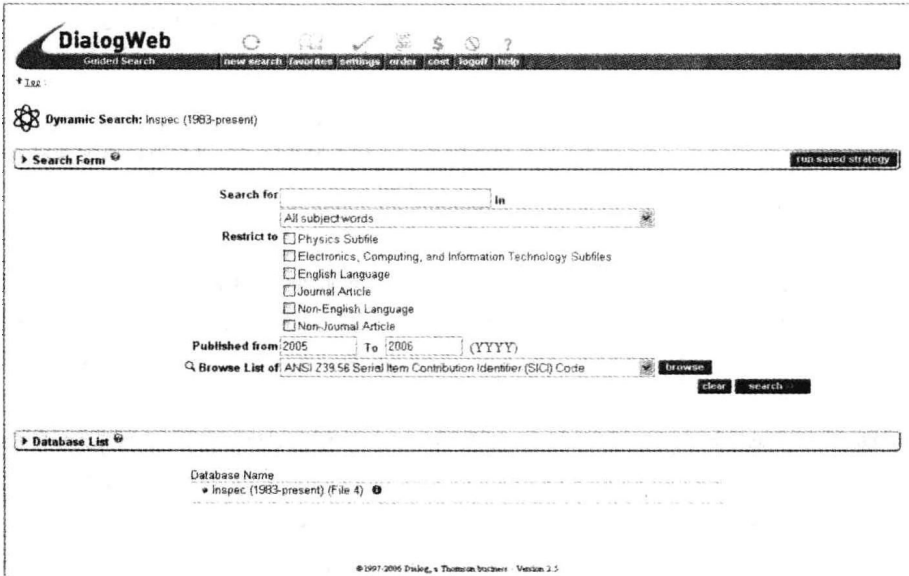 DialogWeb
Guided Search new search favorites settings order cost logoff help
Top
Dynamic Search: Inspec (1983-present)
Search Form run saved strategy
Search for In
All subject words
Restrict to Physics Subfile
Electronics, Computing, and Information Technology Subfiles
English Language
Journal Article
Non-English Language
Non-Journal Article
Published from 2005 To 2006 (YYYY)
Browse List of ANSI Z39.56 Serial Item Contribution Identifier (SICI) Code browse
clear search
Database List
Database Name
Inspec (1983-present) (File 4)
©1997-2006 Dialog, a Thomson business - Version 2.5